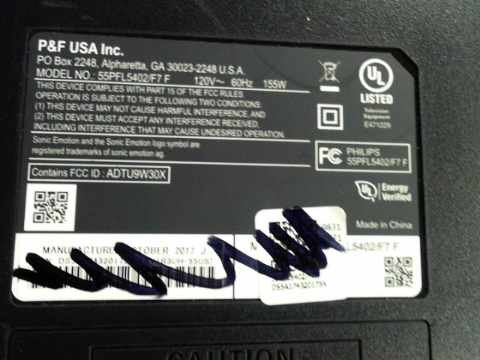 P&F USA Inc.
PO Box 2248, Alpharetta, GA 30023-2248 U.S.A.
MODEL NO.: 55PFL5402/F7 F 120V~ 60Hz 155W
THIS DEVICE COMPLIES WITH PART 15 OF THE FCC RULES.
OPERATION IS SUBJECT TO THE FOLLOWING TWO CONDITIONS:
(1) THIS DEVICE MAY NOT CAUSE HARMFUL INTERFERENCE, AND
(2) THIS DEVICE MUST ACCEPT ANY INTERFERENCE RECEIVED,
INCLUDING INTERFERENCE THAT MAY CAUSE UNDESIRED OPERATION.
Sonic Emotion and the Sonic Emotion logo symbol are
registered trademarks of sonic emotion ag.
Contains FCC ID : ADTU9W30X
UL
LISTED
Television
Equipment
E471229
FC PHILIPS
55PFL5402/F7 F
UL Energy
Verified
Made in China
MANUFACTURED OCTOBER 2017
L5402/F7 F
DS5A174320175X
CAUTION